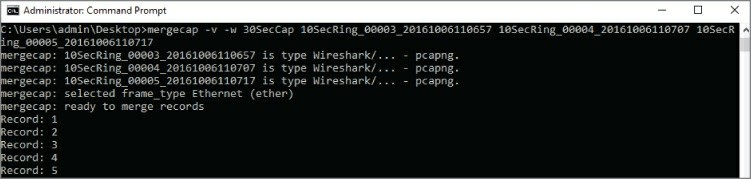 Administrator: Command Prompt
C:\Users\admin\Desktop>mergecap -v -w 30SecCap 10SecRing_00003_20161006110657 10SecRing_00004_20161006110707 10SecR
ing_00005_20161006110717
mergecap: 10SecRing_00003_20161006110657 is type Wireshark/... - pcapng.
mergecap: 10SecRing_00004_20161006110707 is type Wireshark/... - pcapng.
mergecap: 10SecRing_00005_20161006110717 is type Wireshark/... - pcapng.
mergecap: selected frame_type Ethernet (ether)
mergecap: ready to merge records
Record: 1
Record: 2
Record: 3
Record: 4
Record: 5